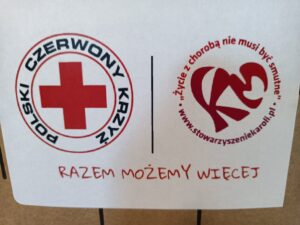 POLSKI CZERWONY KRZYŻ
"Życie z chorobą nie musi być smutne"
www.stowarzyszeniekaroli.pl
RAZEM MOŻEMY WIĘCEJ